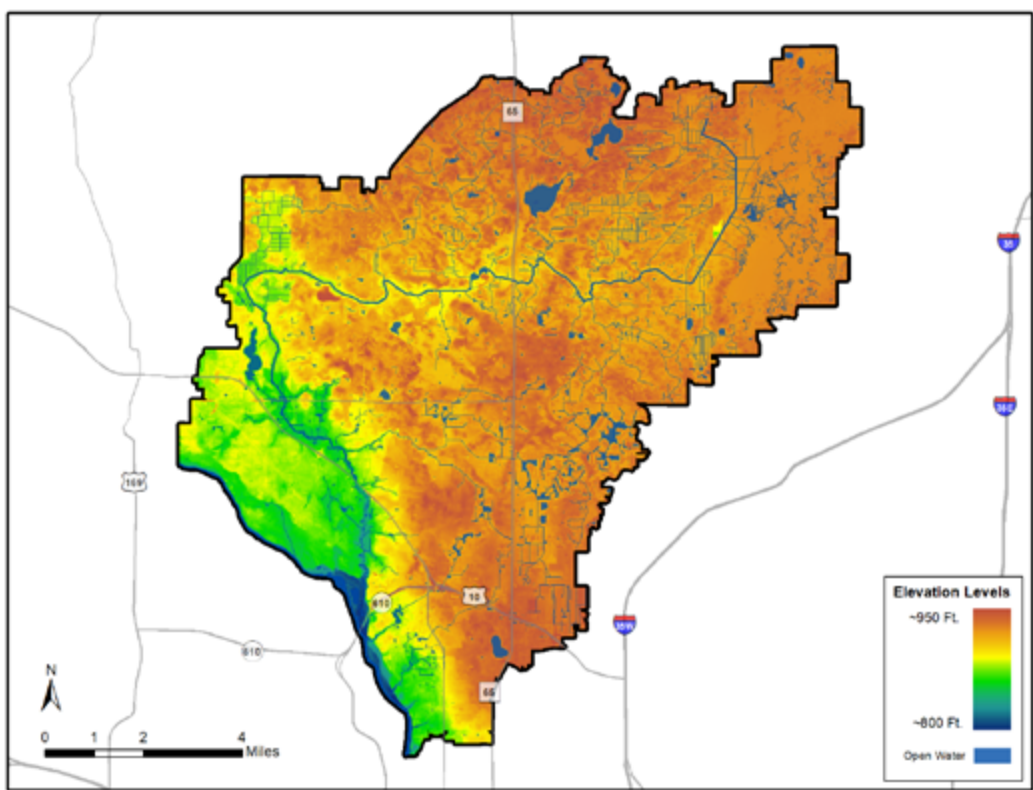 65
35
35E
169
Elevation Levels
~950 Ft.
~800 Ft.
Open Water
610
10
35W
610
65
N
0 1 2 4
Miles